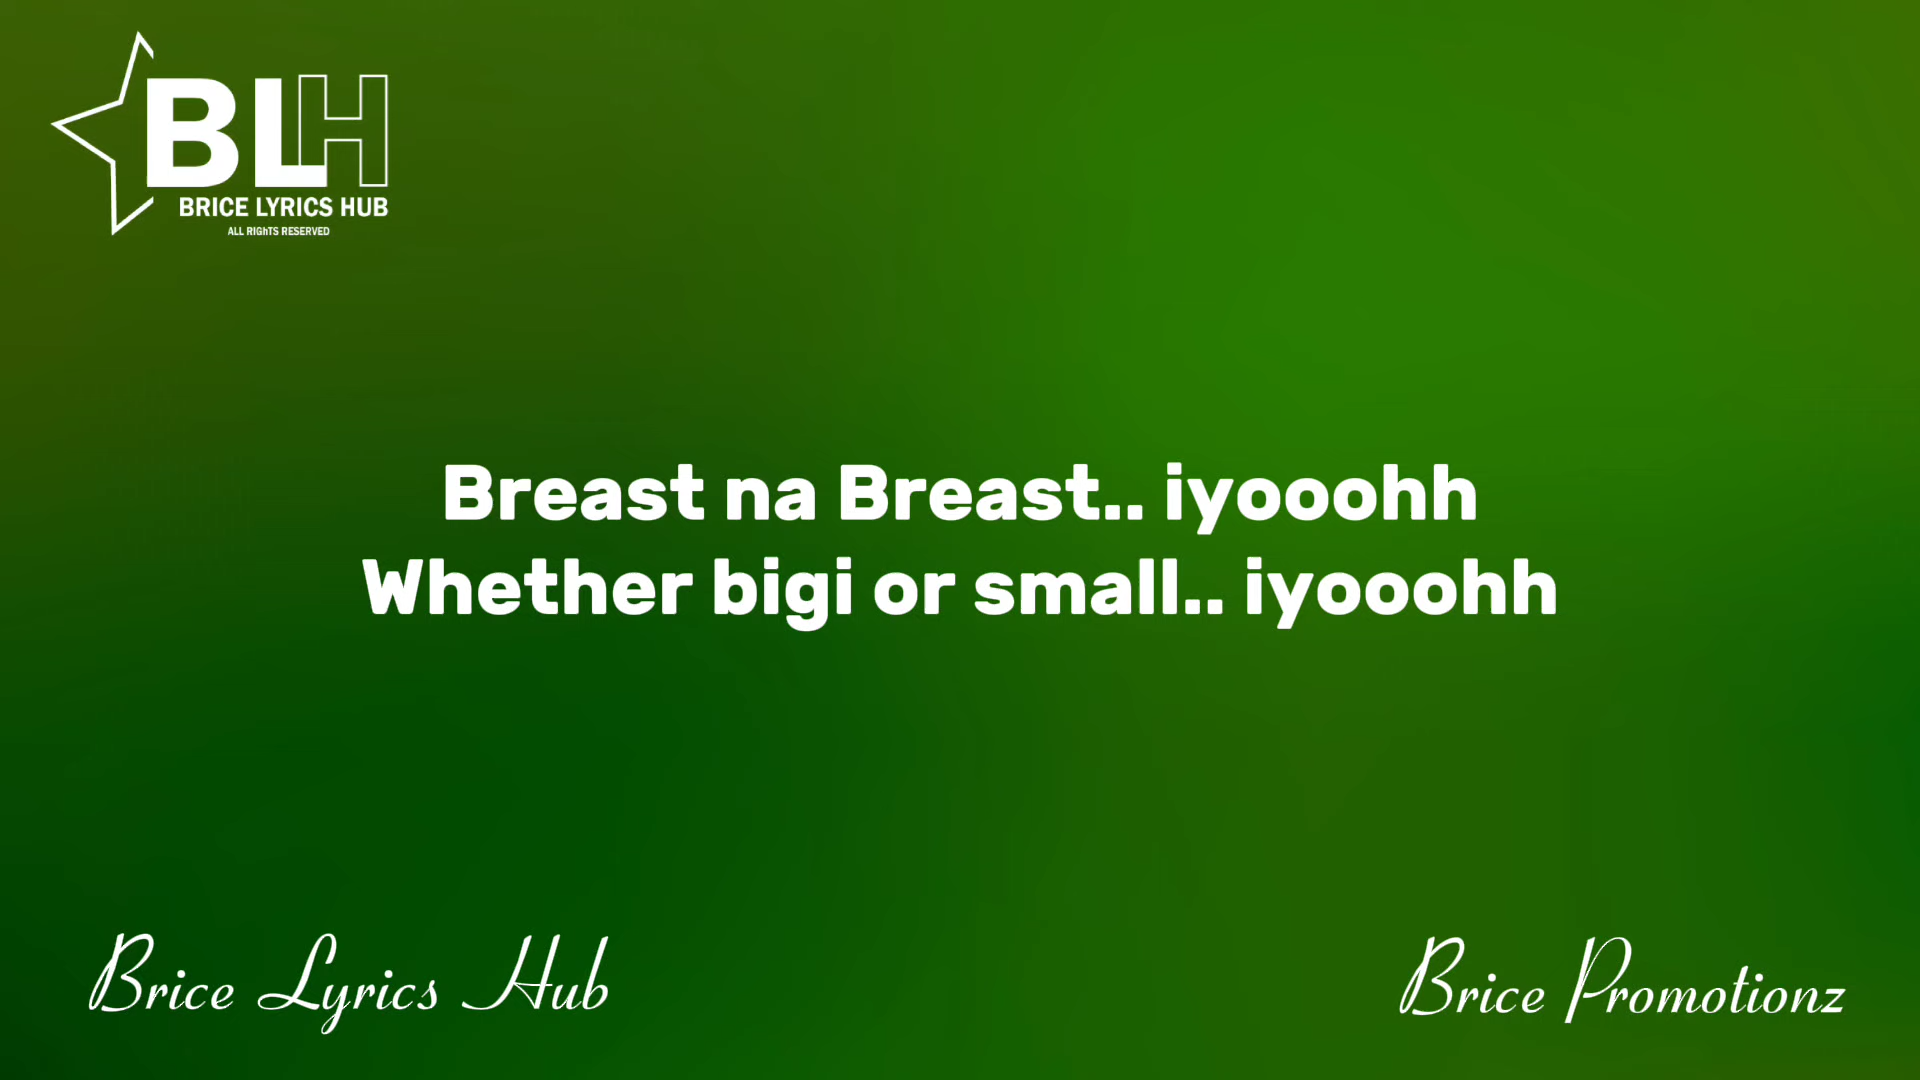 BLH
BRICE LYRICS HUB
ALL RIGhTS RESERVED
Breast na Breast.. iyooohh
Whether bigi or small.. iyooohh
Brice Lyrics Hub
Brice Promotionz